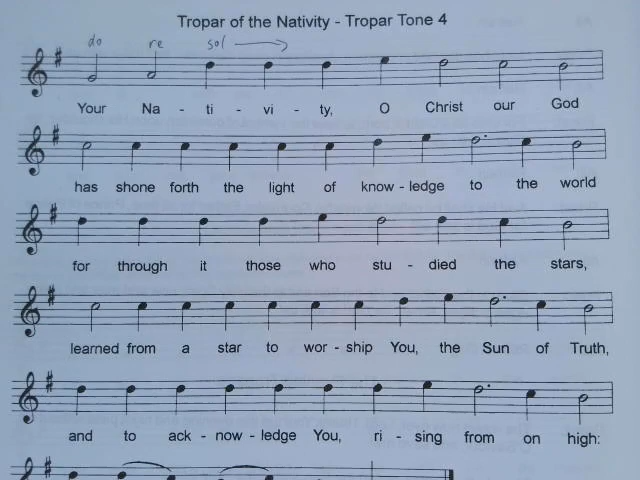 Tropar of the Nativity - Tropar Tone 4
do re sol
Your Na - ti - vi - ty, O Christ our God
has shone forth the light of know - ledge to the world
for through it those who stu - died the stars,
learned from a star to wor - ship You, the Sun of Truth,
and to ack - now - ledge You, ri - sing from on high: